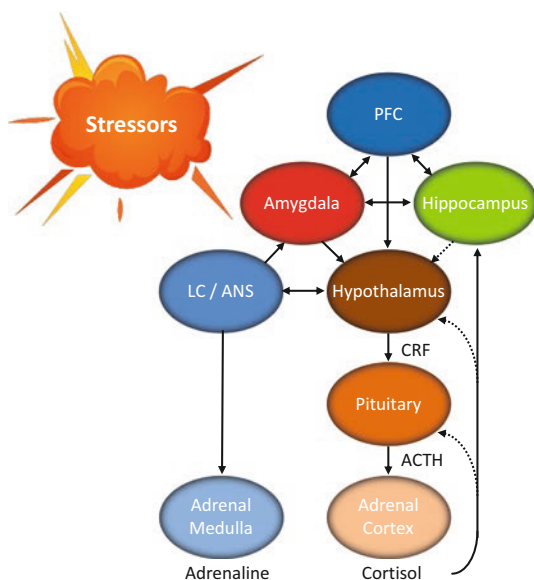 Stressors
PFC
Amygdala
Hippocampus
LC / ANS
Hypothalamus
CRF
Pituitary
ACTH
Adrenal
Medulla
Adrenal
Cortex
Adrenaline
Cortisol